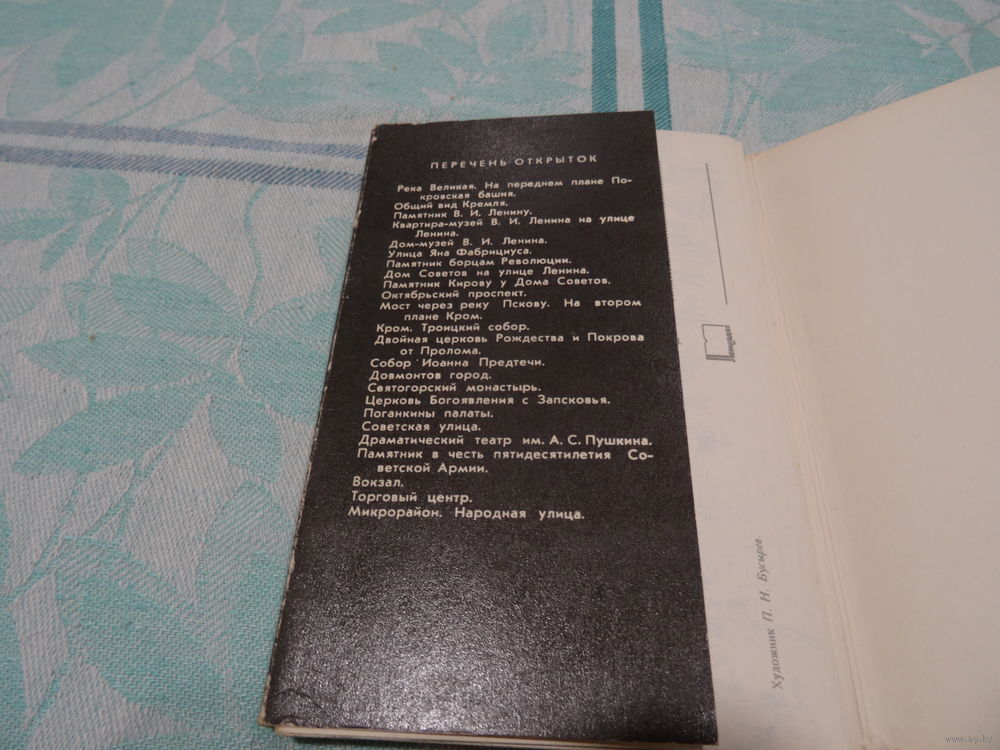 ПЕРЕЧЕНЬ ОТКРЫТОК
Река Великая. На переднем плане По-
кровская башня.
Общий вид Кремля.
Памятник В. И. Ленину.
Квартира-музей В. И. Ленина на улице
Ленина.
Дом-музей В. И. Ленина.
Улица Яна Фабрициуса.
Памятник борцам Революции.
Дом Советов на улице Ленина.
Памятник Кирову у Дома Советов.
Октябрьский проспект.
Мост через реку Пскову. На втором
плане Кром.
Кром. Троицкий собор.
Двойная церковь Рождества и Покрова
от Пролома.
Собор Иоанна Предтечи.
Довмонтов город.
Святогорский монастырь.
Церковь Богоявления с Запсковья.
Поганкины палаты.
Советская улица.
Драматический театр им. А. С. Пушкина.
Памятник в честь пятидесятилетия Со-
ветской Армии.
Вокзал.
Торговый центр.
Микрорайон. Народная улица.
Лениздат
Художник П. Н. Бусырев.
www.ay.by